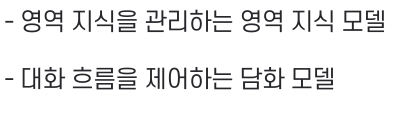 - 영역 지식을 관리하는 영역 지식 모델
- 대화 흐름을 제어하는 담화 모델